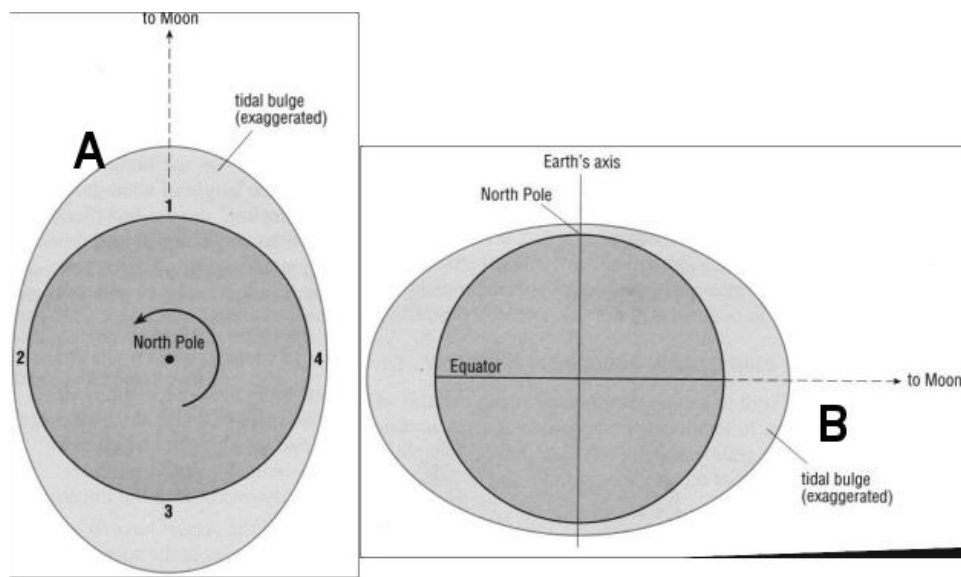 to Moon
tidal bulge
(exaggerated)
A
1
North Pole
2
4
3
Earth's axis
North Pole
Equator
to Moon
B
tidal bulge
(exaggerated)